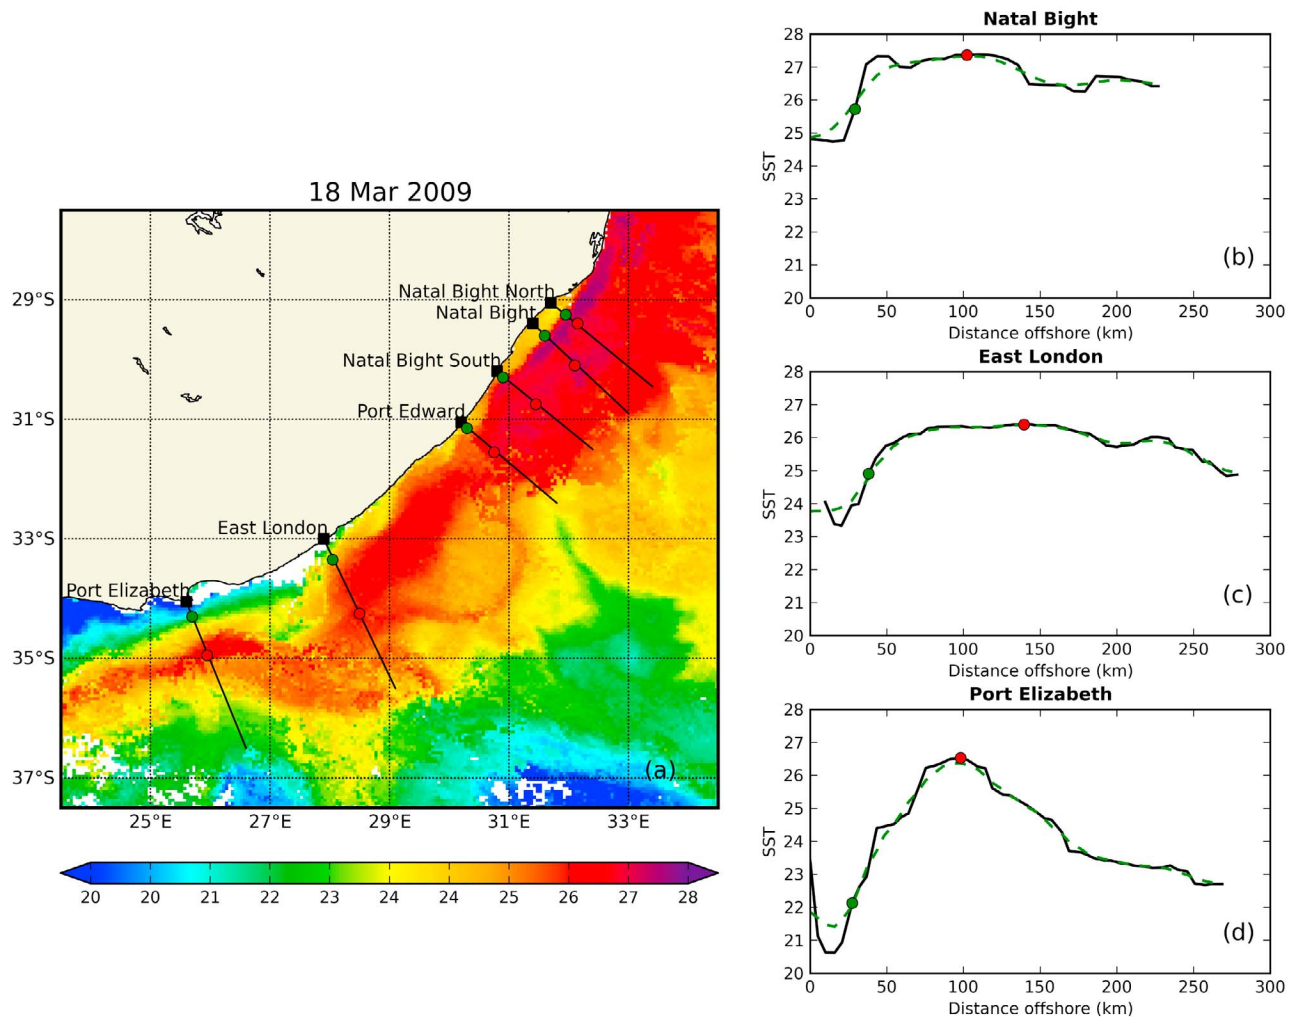 18 Mar 2009
29°S
31°S
33°S
35°S
37°S
Natal Bight North
Natal Bight
Natal Bight South
Port Edward
East London
Port Elizabeth
(a)
25°E 27°E 29°E 31°E 33°E
20 20 21 22 23 24 24 25 26 27 28
Natal Bight
28
27
26
25
24
23
22
21
20
SST
(b)
0 50 100 150 200 250 300
Distance offshore (km)
East London
28
27
26
25
24
23
22
21
20
SST
(c)
0 50 100 150 200 250 300
Distance offshore (km)
Port Elizabeth
28
27
26
25
24
23
22
21
20
SST
(d)
0 50 100 150 200 250 300
Distance offshore (km)